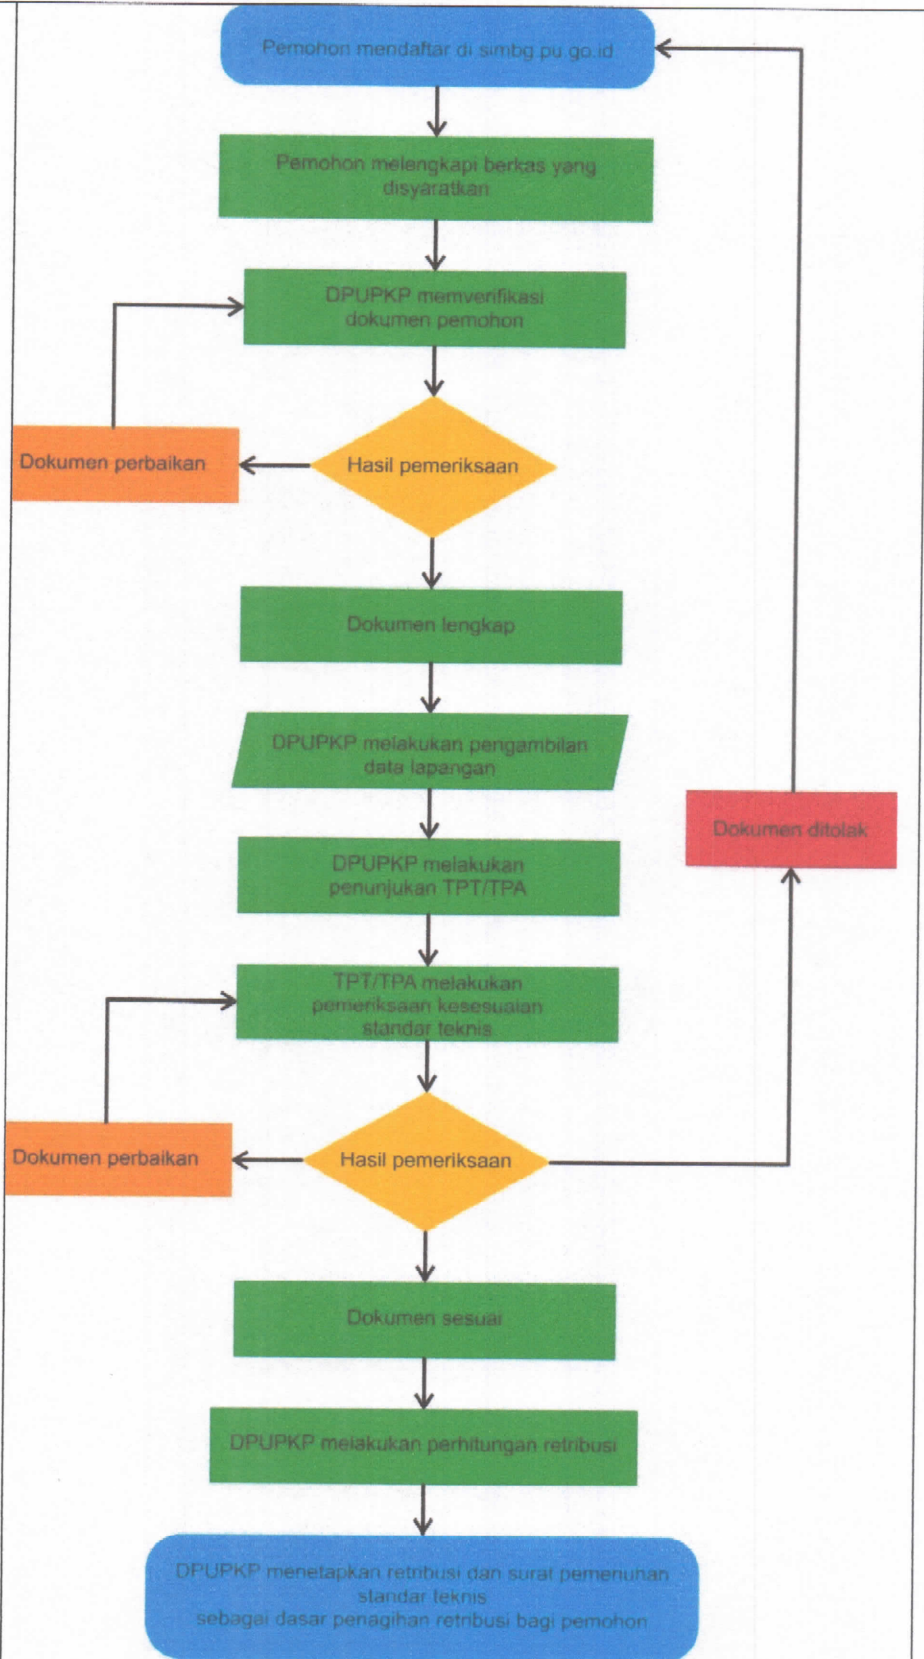 Pemohon mendaftar di simbg.pu.go.id
Pemohon melengkapi berkas yang
disyaratkan
DPUPKP memverifikasi
dokumen pemohon
Dokumen perbaikan
Hasil pemeriksaan
Dokumen lengkap
DPUPKP melakukan pengambilan
data lapangan
Dokumen ditolak
DPUPKP melakukan
penunjukan TPT/TPA
TPT/TPA melakukan
pemeriksaan kesesuaian
standar teknis
Dokumen perbaikan
Hasil pemeriksaan
Dokumen sesuai
DPUPKP melakukan perhitungan retribusi
DPUPKP menetapkan retribusi dan surat pemenuhan
standar teknis
sebagai dasar penagihan retribusi bagi pemohon